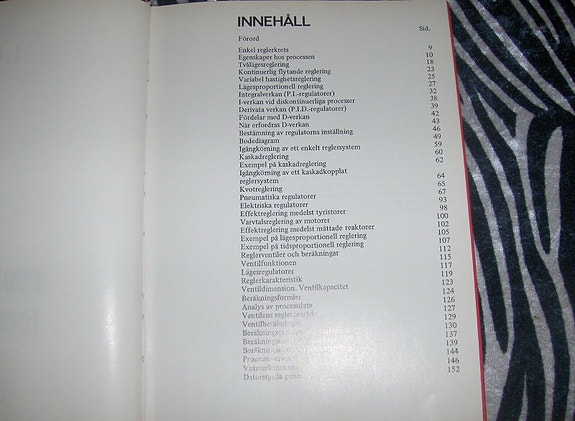 INNEHÅLL
Sid.
Förord
Enkel reglerkrets 9
Egenskaper hos processen 10
Tvålägesreglering 18
Kontinuerlig flytande reglering 23
Variabel hastighetsreglering 25
Lägesproportionell reglering 27
Integralverkan (P.I.-regulatorer) 32
I-verkan vid diskontinuerliga processer 38
Derivata verkan (P.I.D.-regulatorer) 39
Fördelar med D-verkan 42
När erfordras D-verkan 43
Bestämning av regulatorns inställning 46
Bodediagram 49
Igångkörning av ett enkelt reglersystem 59
Kaskadreglering 60
Exempel på kaskadreglering 62
Igångkörning av ett kaskadkopplat
reglersystem 64
Kvotreglering 65
Pneumatiska regulatorer 67
Elektriska regulatorer 93
Effektreglering medelst tyristorer 98
Varvtalsreglering av motorer 100
Effektreglering medelst mättade reaktorer 102
Exempel på lägesproportionell reglering 105
Exempel på tidsproportionell reglering 107
Reglerventiler och beräkningar 112
Ventilfunktionen 115
Lägesregulatorer 117
Reglerkarakteristik 119
Ventildimension, Ventilkapacitet 123
Beräkningsformler 124
Analys av processdata 126
Ventilens 127
Ventilberäkningar 129
130
137
139
144
146
Datorstyrda 152